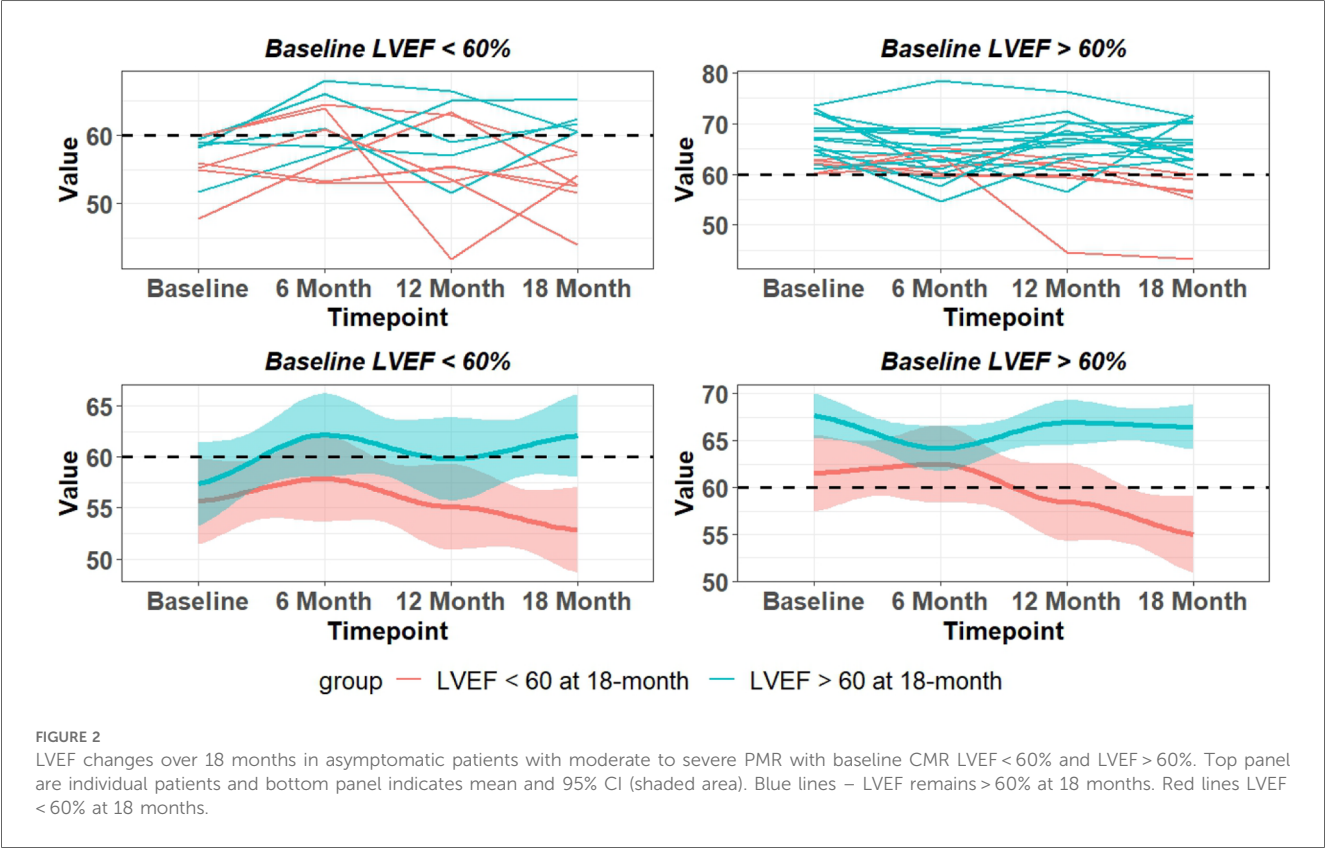 Baseline LVEF < 60%
Baseline LVEF > 60%
Value
60
50
Baseline 6 Month 12 Month 18 Month
Timepoint
Value
80
70
60
50
Baseline 6 Month 12 Month 18 Month
Timepoint
Baseline LVEF < 60%
Baseline LVEF > 60%
Value
65
60
55
50
Baseline 6 Month 12 Month 18 Month
Timepoint
Value
70
65
60
55
50
Baseline 6 Month 12 Month 18 Month
Timepoint
group LVEF < 60 at 18-month LVEF > 60 at 18-month
FIGURE 2
LVEF changes over 18 months in asymptomatic patients with moderate to severe PMR with baseline CMR LVEF < 60% and LVEF > 60%. Top panel
are individual patients and bottom panel indicates mean and 95% CI (shaded area). Blue lines – LVEF remains > 60% at 18 months. Red lines LVEF
< 60% at 18 months.